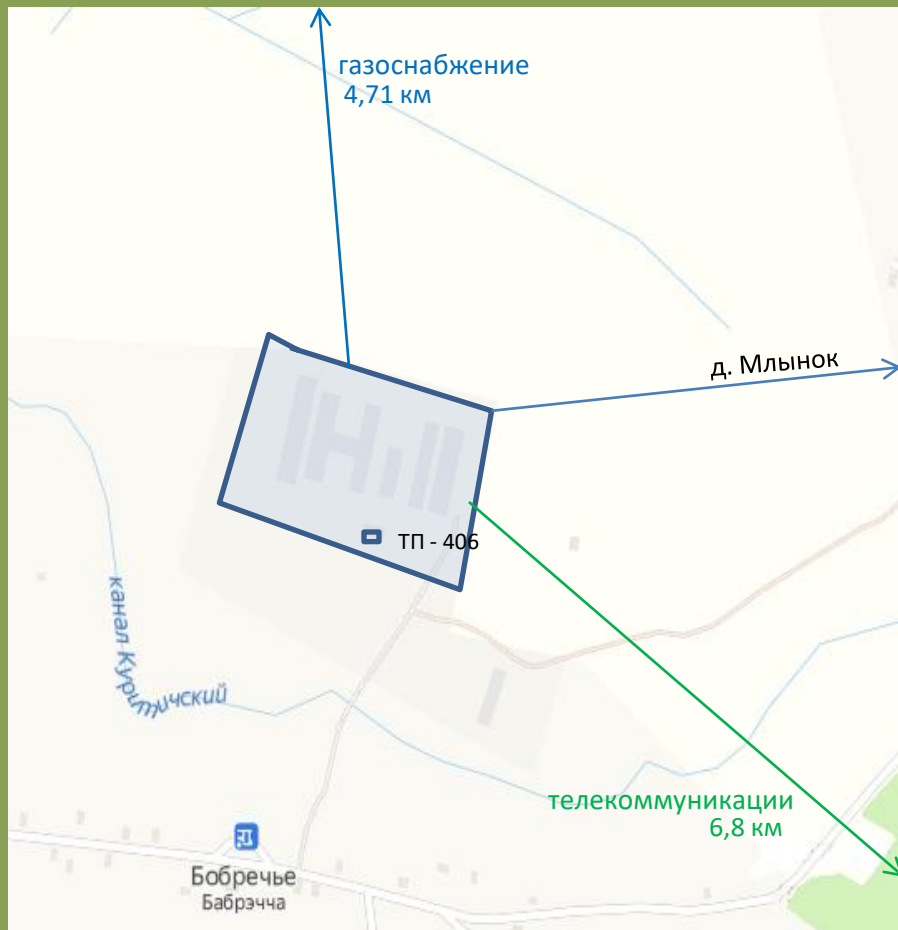 газоснабжение
4,71 км
д. Млынок
ТП - 406
канал
телекоммуникации
6,8 км
Бобречье
Бабрэчча